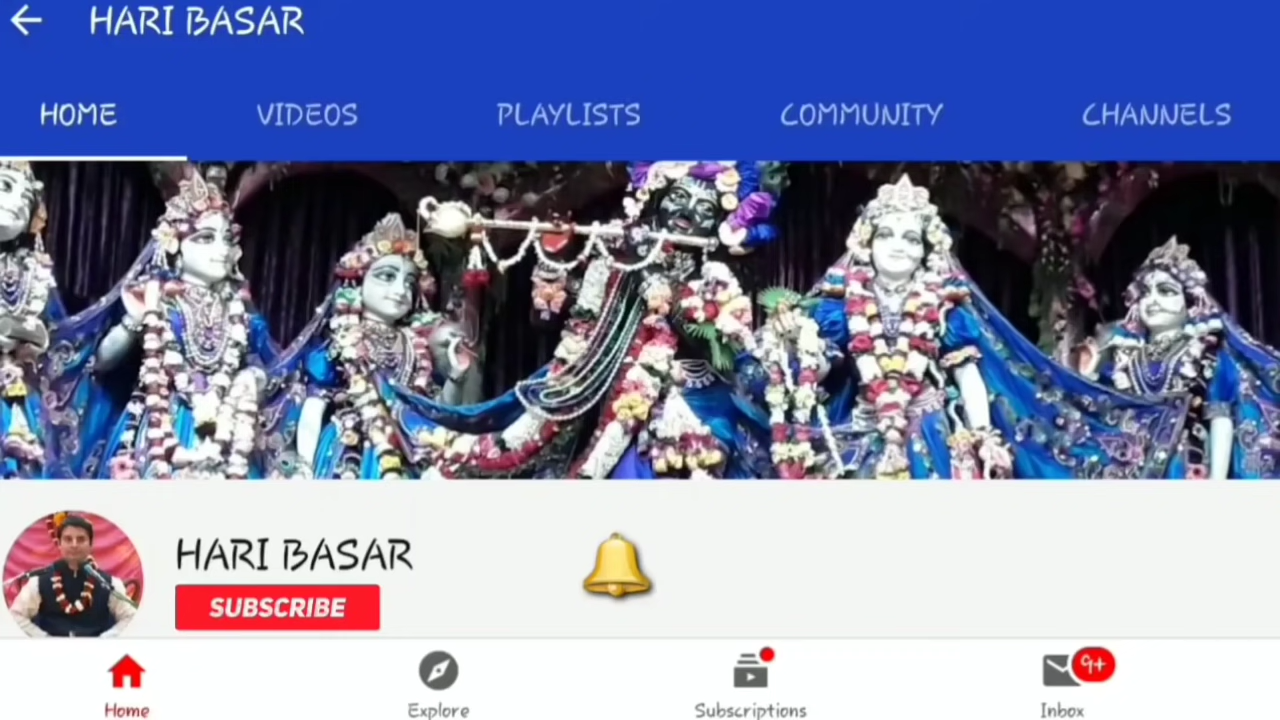 HARI BASAR
HOME VIDEOS PLAYLISTS COMMUNITY CHANNELS
HARI BASAR
SUBSCRIBE
9+
Home Explore Subscriptions Inbox